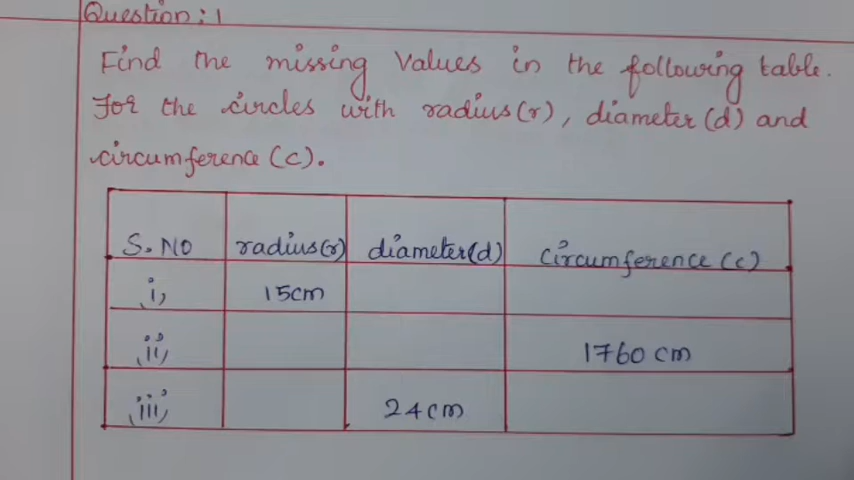 Question: 1
Find the missing values in the following table.
For the circles with radius(r), diameter(d) and
circumference (c).
S.NO radius(r) diameter(d) circumference (c)
i, 15cm
ii, 1760 cm
iii, 24cm